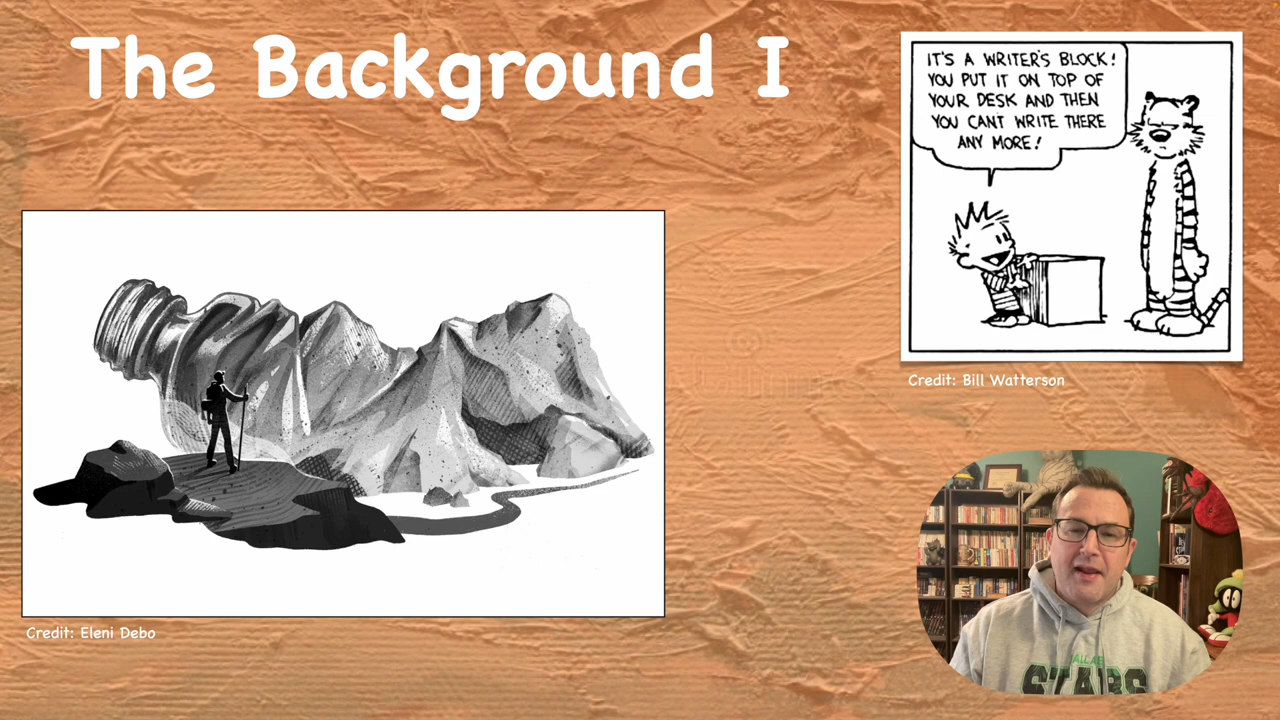 The Background I
IT'S A WRITER'S BLOCK!
YOU PUT IT ON TOP OF
YOUR DESK AND THEN
YOU CAN'T WRITE THERE
ANY MORE!
Credit: Bill Watterson
Credit: Eleni Debo
STARS